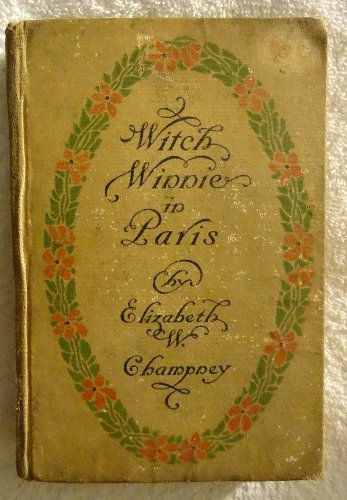 Witch
Winnie
in
Paris
by
Elizabeth
W.
Champney